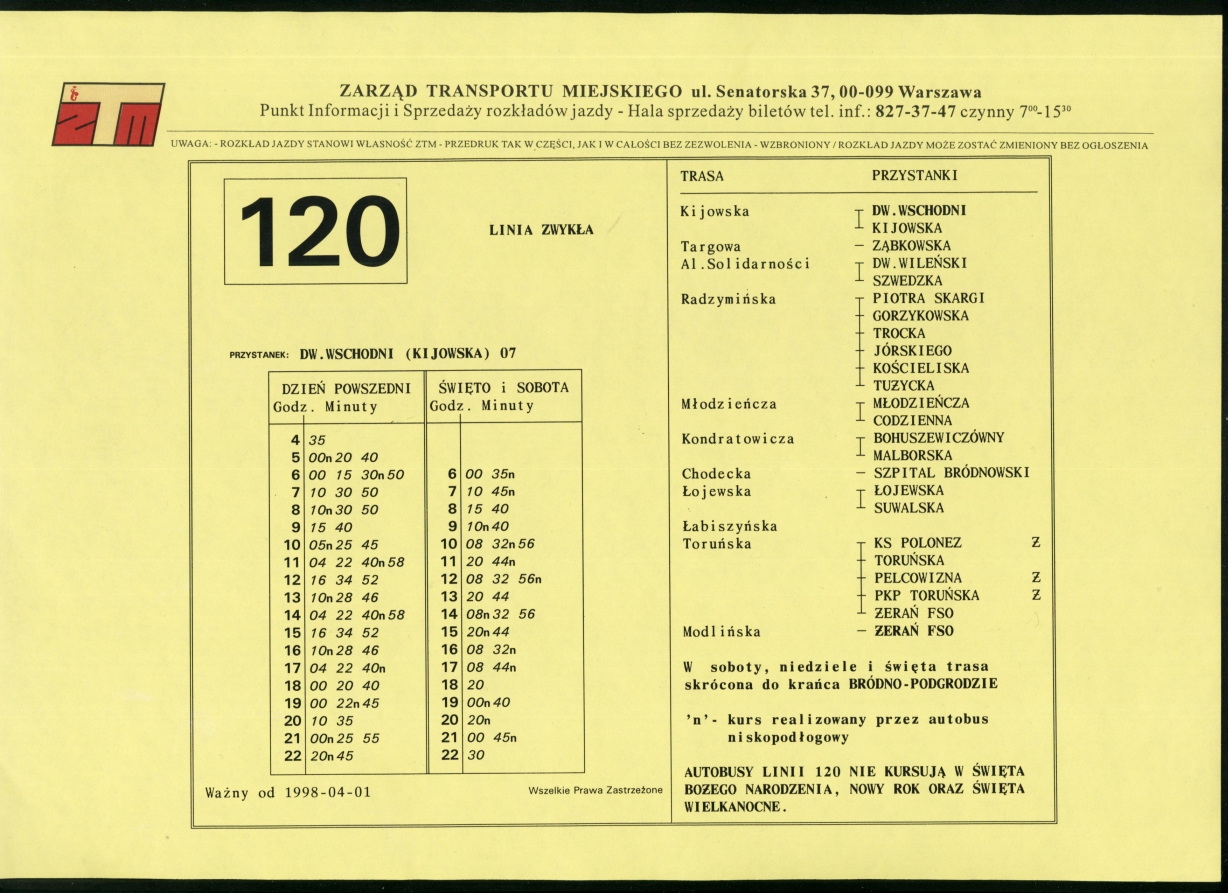 ZTM
ZARZĄD TRANSPORTU MIEJSKIEGO ul. Senatorska 37, 00-099 Warszawa
Punkt Informacji i Sprzedaży rozkładów jazdy - Hala sprzedaży biletów tel. inf.: 827-37-47 czynny 7⁰⁰-15³⁰
UWAGA: - ROZKŁAD JAZDY STANOWI WŁASNOŚĆ ZTM - PRZEDRUK TAK W CZĘŚCI, JAK I W CAŁOŚCI BEZ ZEZWOLENIA - WZBRONIONY / ROZKŁAD JAZDY MOŻE ZOSTAĆ ZMIENIONY BEZ OGŁOSZENIA
120
LINIA ZWYKŁA
PRZYSTANEK: DW.WSCHODNI (KIJOWSKA) 07
DZIEŃ POWSZEDNI ŚWIĘTO i SOBOTA
Godz. Minuty Godz. Minuty
4 35
5 00n 20 40
6 00 15 30n 50 6 00 35n
7 10 30 50 7 10 45n
8 10n 30 50 8 15 40
9 15 40 9 10n 40
10 05n 25 45 10 08 32n 56
11 04 22 40n 58 11 20 44n
12 16 34 52 12 08 32 56n
13 10n 28 46 13 20 44
14 04 22 40n 58 14 08n 32 56
15 16 34 52 15 20n 44
16 10n 28 46 16 08 32n
17 04 22 40n 17 08 44n
18 00 20 40 18 20
19 00 22n 45 19 00n 40
20 10 35 20 20n
21 00n 25 55 21 00 45n
22 20n 45 22 30
Ważny od 1998-04-01
Wszelkie Prawa Zastrzeżone
TRASA PRZYSTANKI
Kijowska DW.WSCHODNI
KIJOWSKA
Targowa ZĄBKOWSKA
Al.Solidarności DW.WILEŃSKI
SZWEDZKA
Radzymińska PIOTRA SKARGI
GORZYKOWSKA
TROCKA
JÓRSKIEGO
KOŚCIELISKA
TUŻYCKA
Młodzieńcza MŁODZIEŃCZA
CODZIENNA
Kondratowicza BOHUSZEWICZÓWNY
MALBORSKA
Chodecka SZPITAL BRÓDNOWSKI
Łojewska ŁOJEWSKA
SUWALSKA
Łabiszyńska
Toruńska KS POLONEZ Ż
TORUŃSKA
PELCOWIZNA Ż
PKP TORUŃSKA Ż
ŻERAŃ FSO
Modlińska ŻERAŃ FSO
W soboty, niedziele i święta trasa
skrócona do krańca BRÓDNO-PODGRODZIE
'n'- kurs realizowany przez autobus
niskopodłogowy
AUTOBUSY LINII 120 NIE KURSUJĄ W ŚWIĘTA
BOŻEGO NARODZENIA, NOWY ROK ORAZ ŚWIĘTA
WIELKANOCNE.